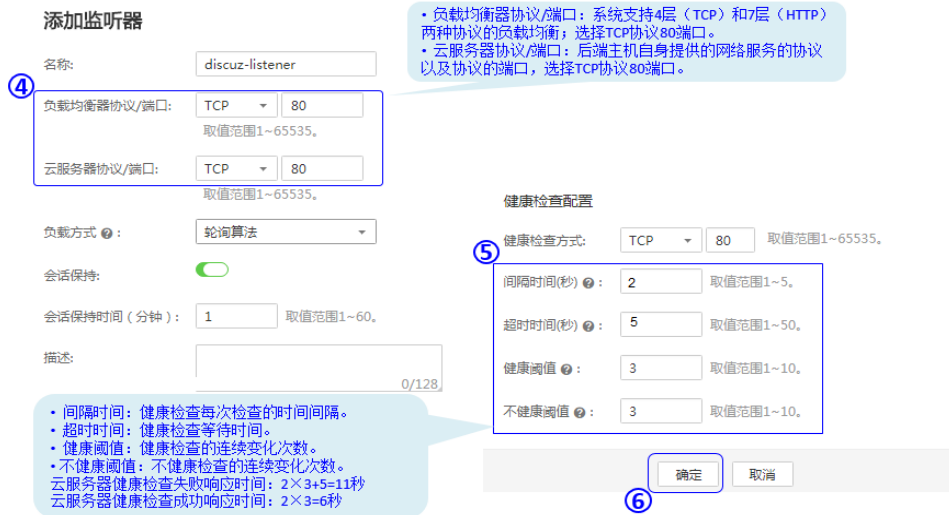 添加监听器
• 负载均衡器协议/端口：系统支持4层（TCP）和7层（HTTP）
两种协议的负载均衡；选择TCP协议80端口。
• 云服务器协议/端口：后端主机自身提供的网络服务的协议
以及协议的端口，选择TCP协议80端口。
名称: discuz-listener
④
负载均衡器协议/端口: TCP 80
取值范围1~65535。
云服务器协议/端口: TCP 80
取值范围1~65535。
负载方式 ? : 轮询算法
会话保持:
会话保持时间（分钟）: 1 取值范围1~60。
描述:
0/128
健康检查配置
健康检查方式: TCP 80 取值范围1~65535。
⑤
间隔时间(秒) ? : 2 取值范围1~5。
超时时间(秒) ? : 5 取值范围1~50。
健康阈值 ? : 3 取值范围1~10。
不健康阈值 ? : 3 取值范围1~10。
• 间隔时间：健康检查每次检查的时间间隔。
• 超时时间：健康检查等待时间。
• 健康阈值：健康检查的连续变化次数。
•不健康阈值：不健康检查的连续变化次数。
云服务器健康检查失败响应时间：2×3+5=11秒
云服务器健康检查成功响应时间：2×3=6秒
确定 取消
⑥